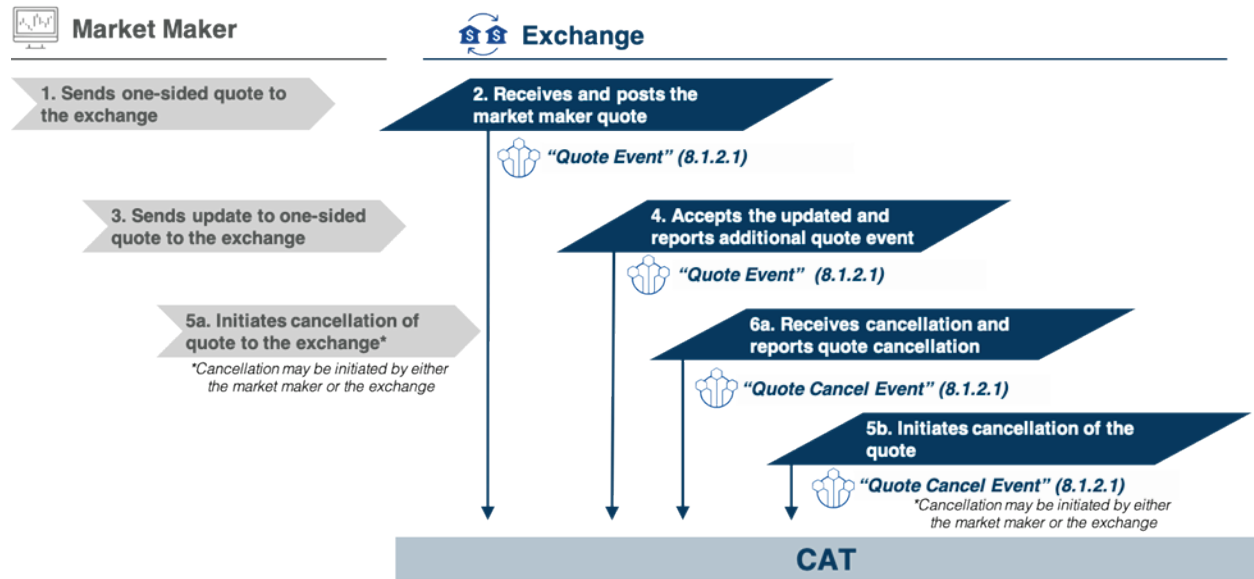 Market Maker
Exchange
1. Sends one-sided quote to
the exchange
2. Receives and posts the
market maker quote
“Quote Event” (8.1.2.1)
3. Sends update to one-sided
quote to the exchange
4. Accepts the updated and
reports additional quote event
“Quote Event” (8.1.2.1)
5a. Initiates cancellation of
quote to the exchange*
*Cancellation may be initiated by either
the market maker or the exchange
6a. Receives cancellation and
reports quote cancellation
“Quote Cancel Event” (8.1.2.1)
5b. Initiates cancellation of the
quote
“Quote Cancel Event” (8.1.2.1)
*Cancellation may be initiated by either
the market maker or the exchange
CAT